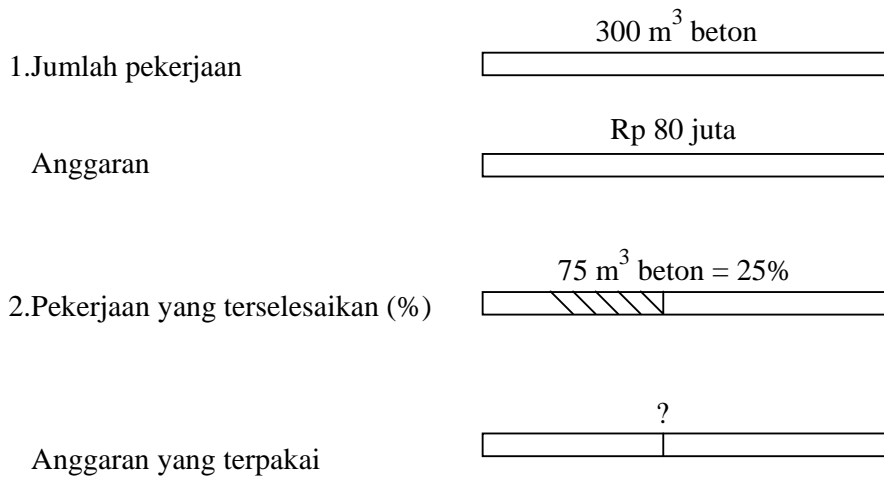 300 m³ beton
1.Jumlah pekerjaan
Rp 80 juta
Anggaran
75 m³ beton = 25%
2.Pekerjaan yang terselesaikan (%)
?
Anggaran yang terpakai